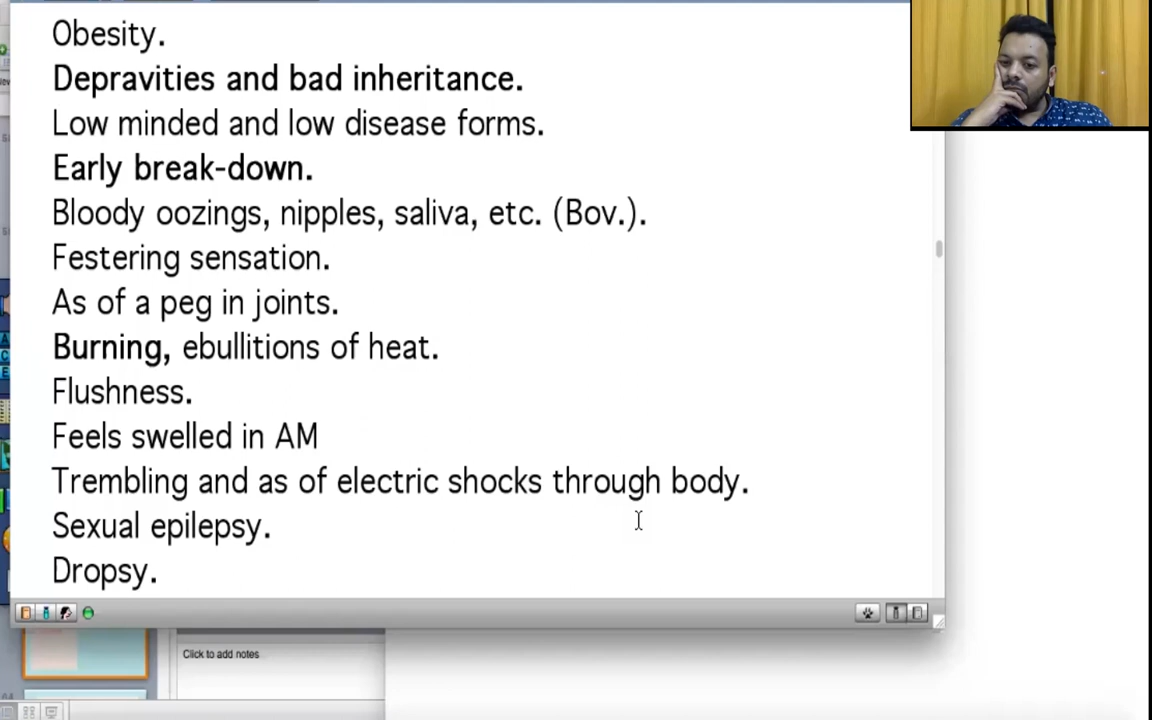 Obesity.
Depravities and bad inheritance.
Low minded and low disease forms.
Early break-down.
Bloody oozings, nipples, saliva, etc. (Bov.).
Festering sensation.
As of a peg in joints.
Burning, ebullitions of heat.
Flushness.
Feels swelled in AM
Trembling and as of electric shocks through body.
Sexual epilepsy.
Dropsy.
Click to add notes